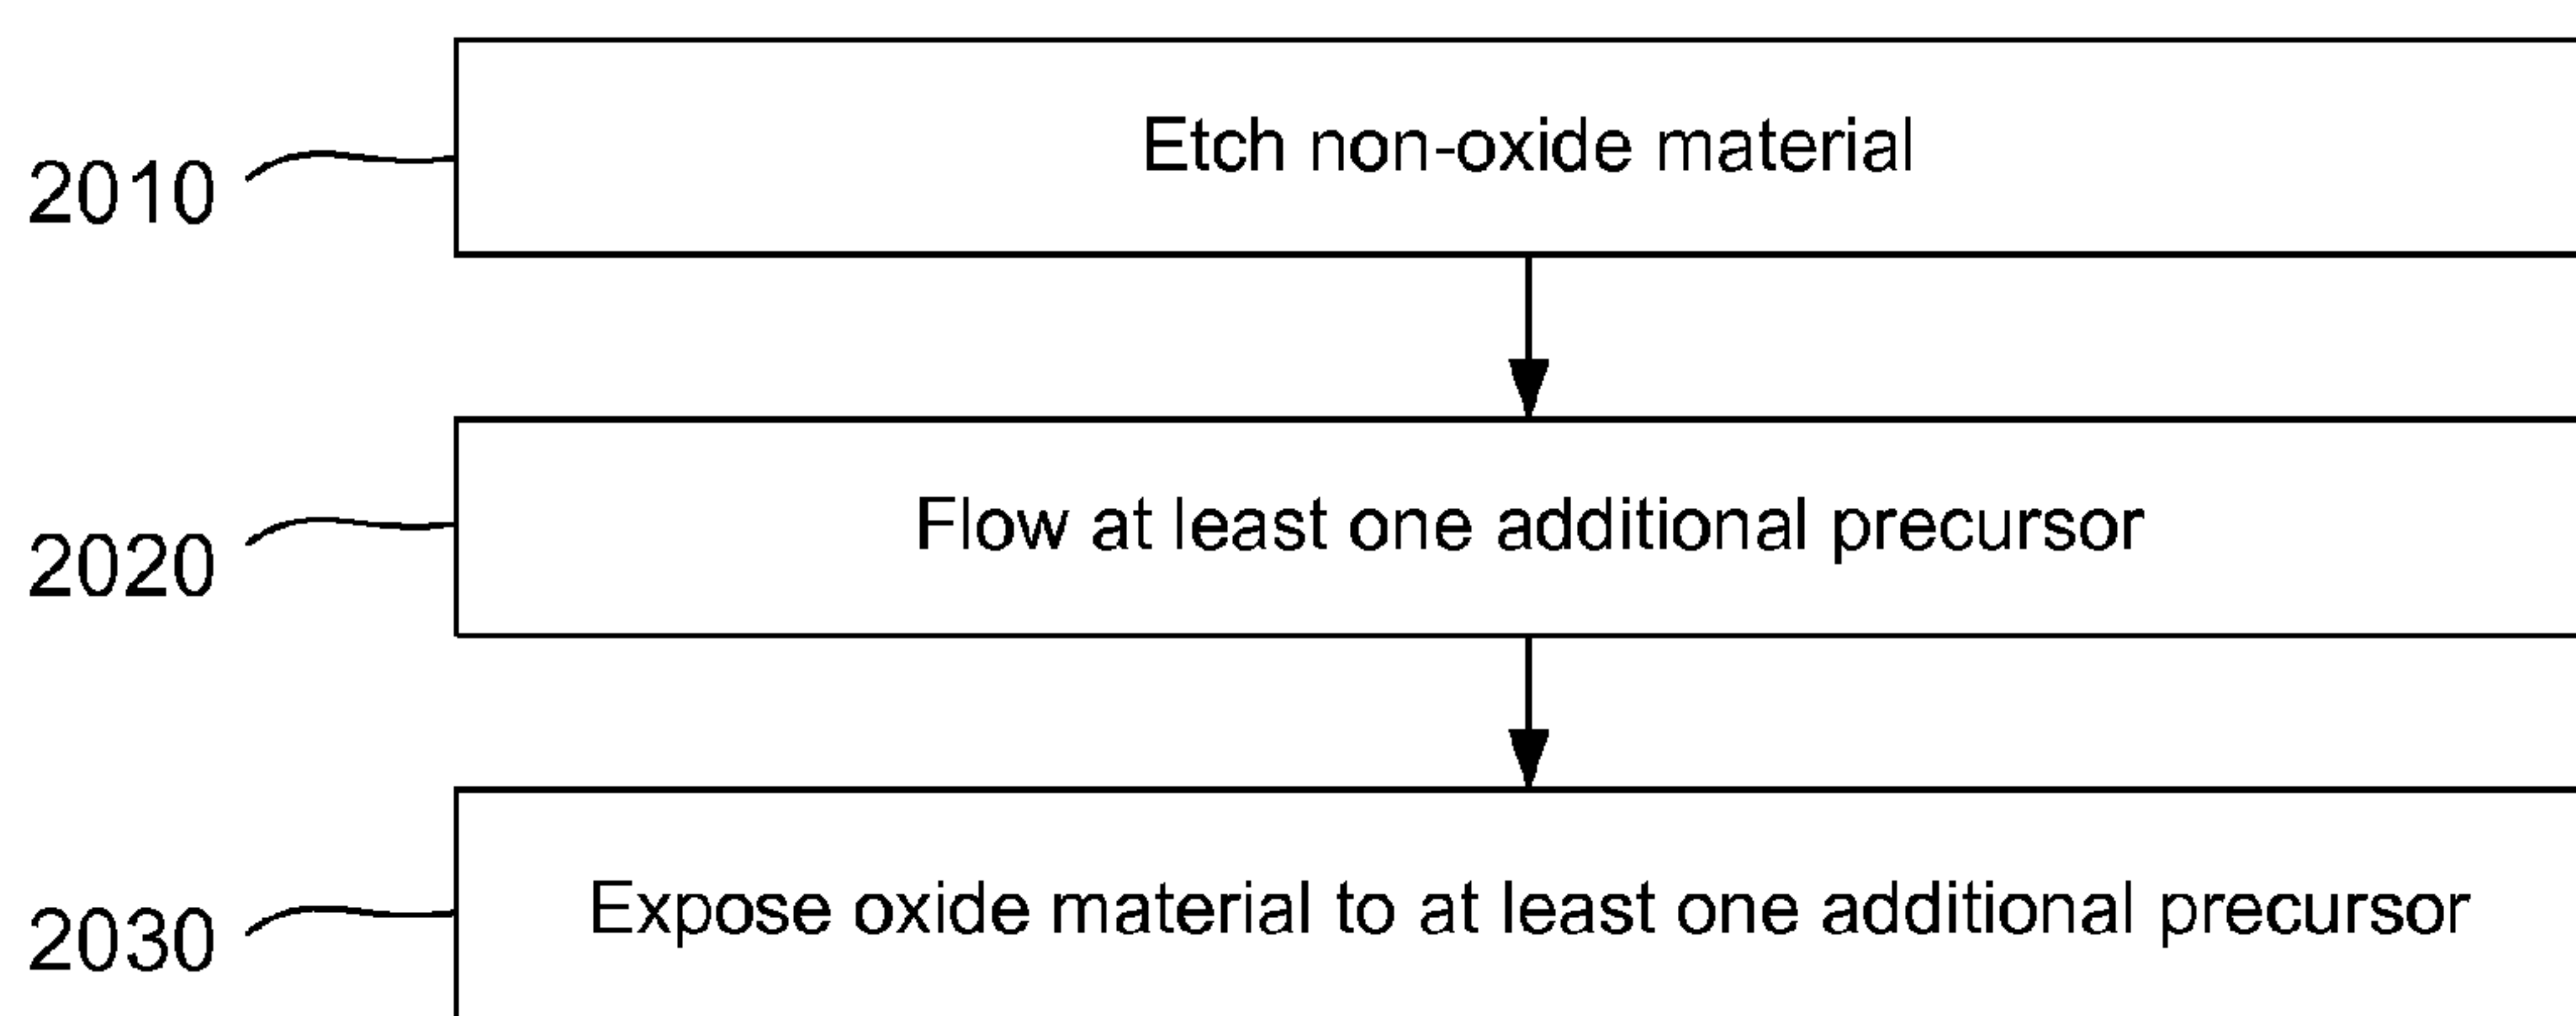 2010 Etch non-oxide material
2020 Flow at least one additional precursor
2030 Expose oxide material to at least one additional precursor